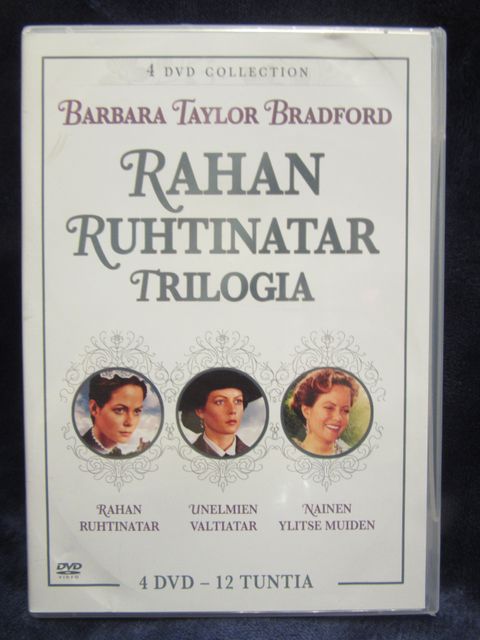 4 DVD COLLECTION
BARBARA TAYLOR BRADFORD
RAHAN
RUHTINATAR
TRILOGIA
RAHAN
RUHTINATAR
UNELMIEN
VALTIATAR
NAINEN
YLITSE MUIDEN
DVD
VIDEO
4 DVD – 12 TUNTIA